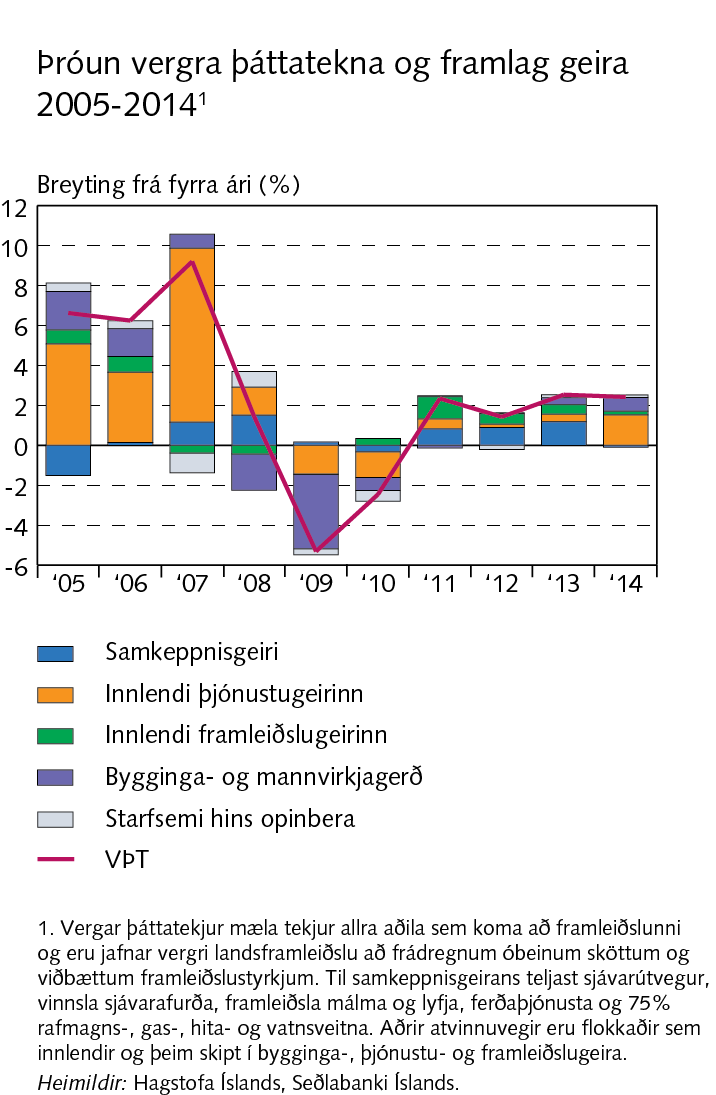 Þróun vergra þáttatekna og framlag geira
2005-2014¹
Breyting frá fyrra ári (%)
12
10
8
6
4
2
0
-2
-4
-6
‘05 ‘06 ‘07 ‘08 ‘09 ‘10 ‘11 ‘12 ‘13 ‘14
Samkeppnisgeiri
Innlendi þjónustugeirinn
Innlendi framleiðslugeirinn
Bygginga- og mannvirkjagerð
Starfsemi hins opinbera
VÞT
1. Vergar þáttatekjur mæla tekjur allra aðila sem koma að framleiðslunni
og eru jafnar vergri landsframleiðslu að frádregnum óbeinum sköttum og
viðbættum framleiðslustyrkjum. Til samkeppnisgeirans teljast sjávarútvegur,
vinnsla sjávarafurða, framleiðsla málma og lyfja, ferðaþjónusta og 75%
rafmagns-, gas-, hita- og vatnsveitna. Aðrir atvinnuvegir eru flokkaðir sem
innlendir og þeim skipt í bygginga-, þjónustu- og framleiðslugeira.
Heimildir: Hagstofa Íslands, Seðlabanki Íslands.